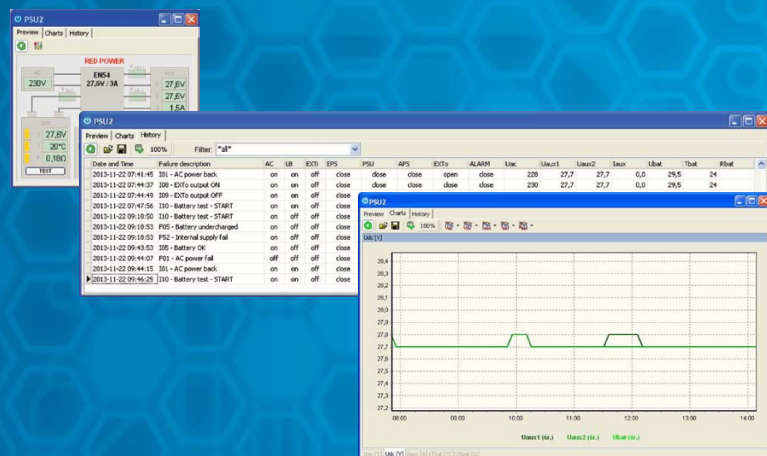 PSU2
Preview Charts History
RED POWER
EN54
230V 27,6V / 3A 27,6V
27,6V
1,5A
27,6V
20°C
0,18Ω
TEST
PSU2
Preview Charts History
100% Filter: *all*
Date and Time Failure description AC LB EXTi EPS PSU APS EXTo ALARM Uac Uaux1 Uaux2 Iaux Ubat Tbat Rbat
2013-11-22 07:41:45 I01 - AC power back on on off close close close close close 228 27,7 27,7 0,0 29,5 24
2013-11-22 07:44:37 I08 - EXTo output ON on on off close dose close open close 230 27,7 27,7 0,0 29,5 24
2013-11-22 07:44:49 I09 - EXTo output OFF on on off close
2013-11-22 07:47:56 I10 - Battery test - START on on off close
2013-11-22 09:18:50 I10 - Battery test - START on on off close
2013-11-22 09:18:53 F05 - Battery undercharged on off off close
2013-11-22 09:18:53 P52 - Internal supply fail on off off close
2013-11-22 09:43:53 I05 - Battery OK on off off close
2013-11-22 09:44:07 F01 - AC power fail off off off close
2013-11-22 09:44:15 I01 - AC power back on on off close
2013-11-22 09:46:25 I10 - Battery test - START on off off close
PSU2
Preview Charts History
100%
Udc [V]
28,4
28,3
28,2
28,1
28,0
27,9
27,8
27,7
27,6
27,5
27,4
27,3
27,2
08:00 09:00 10:00 11:00 12:00 13:00 14:00
Uaux1 (śr.) Uaux2 (śr.) Ubat (śr.)
Udc [V]